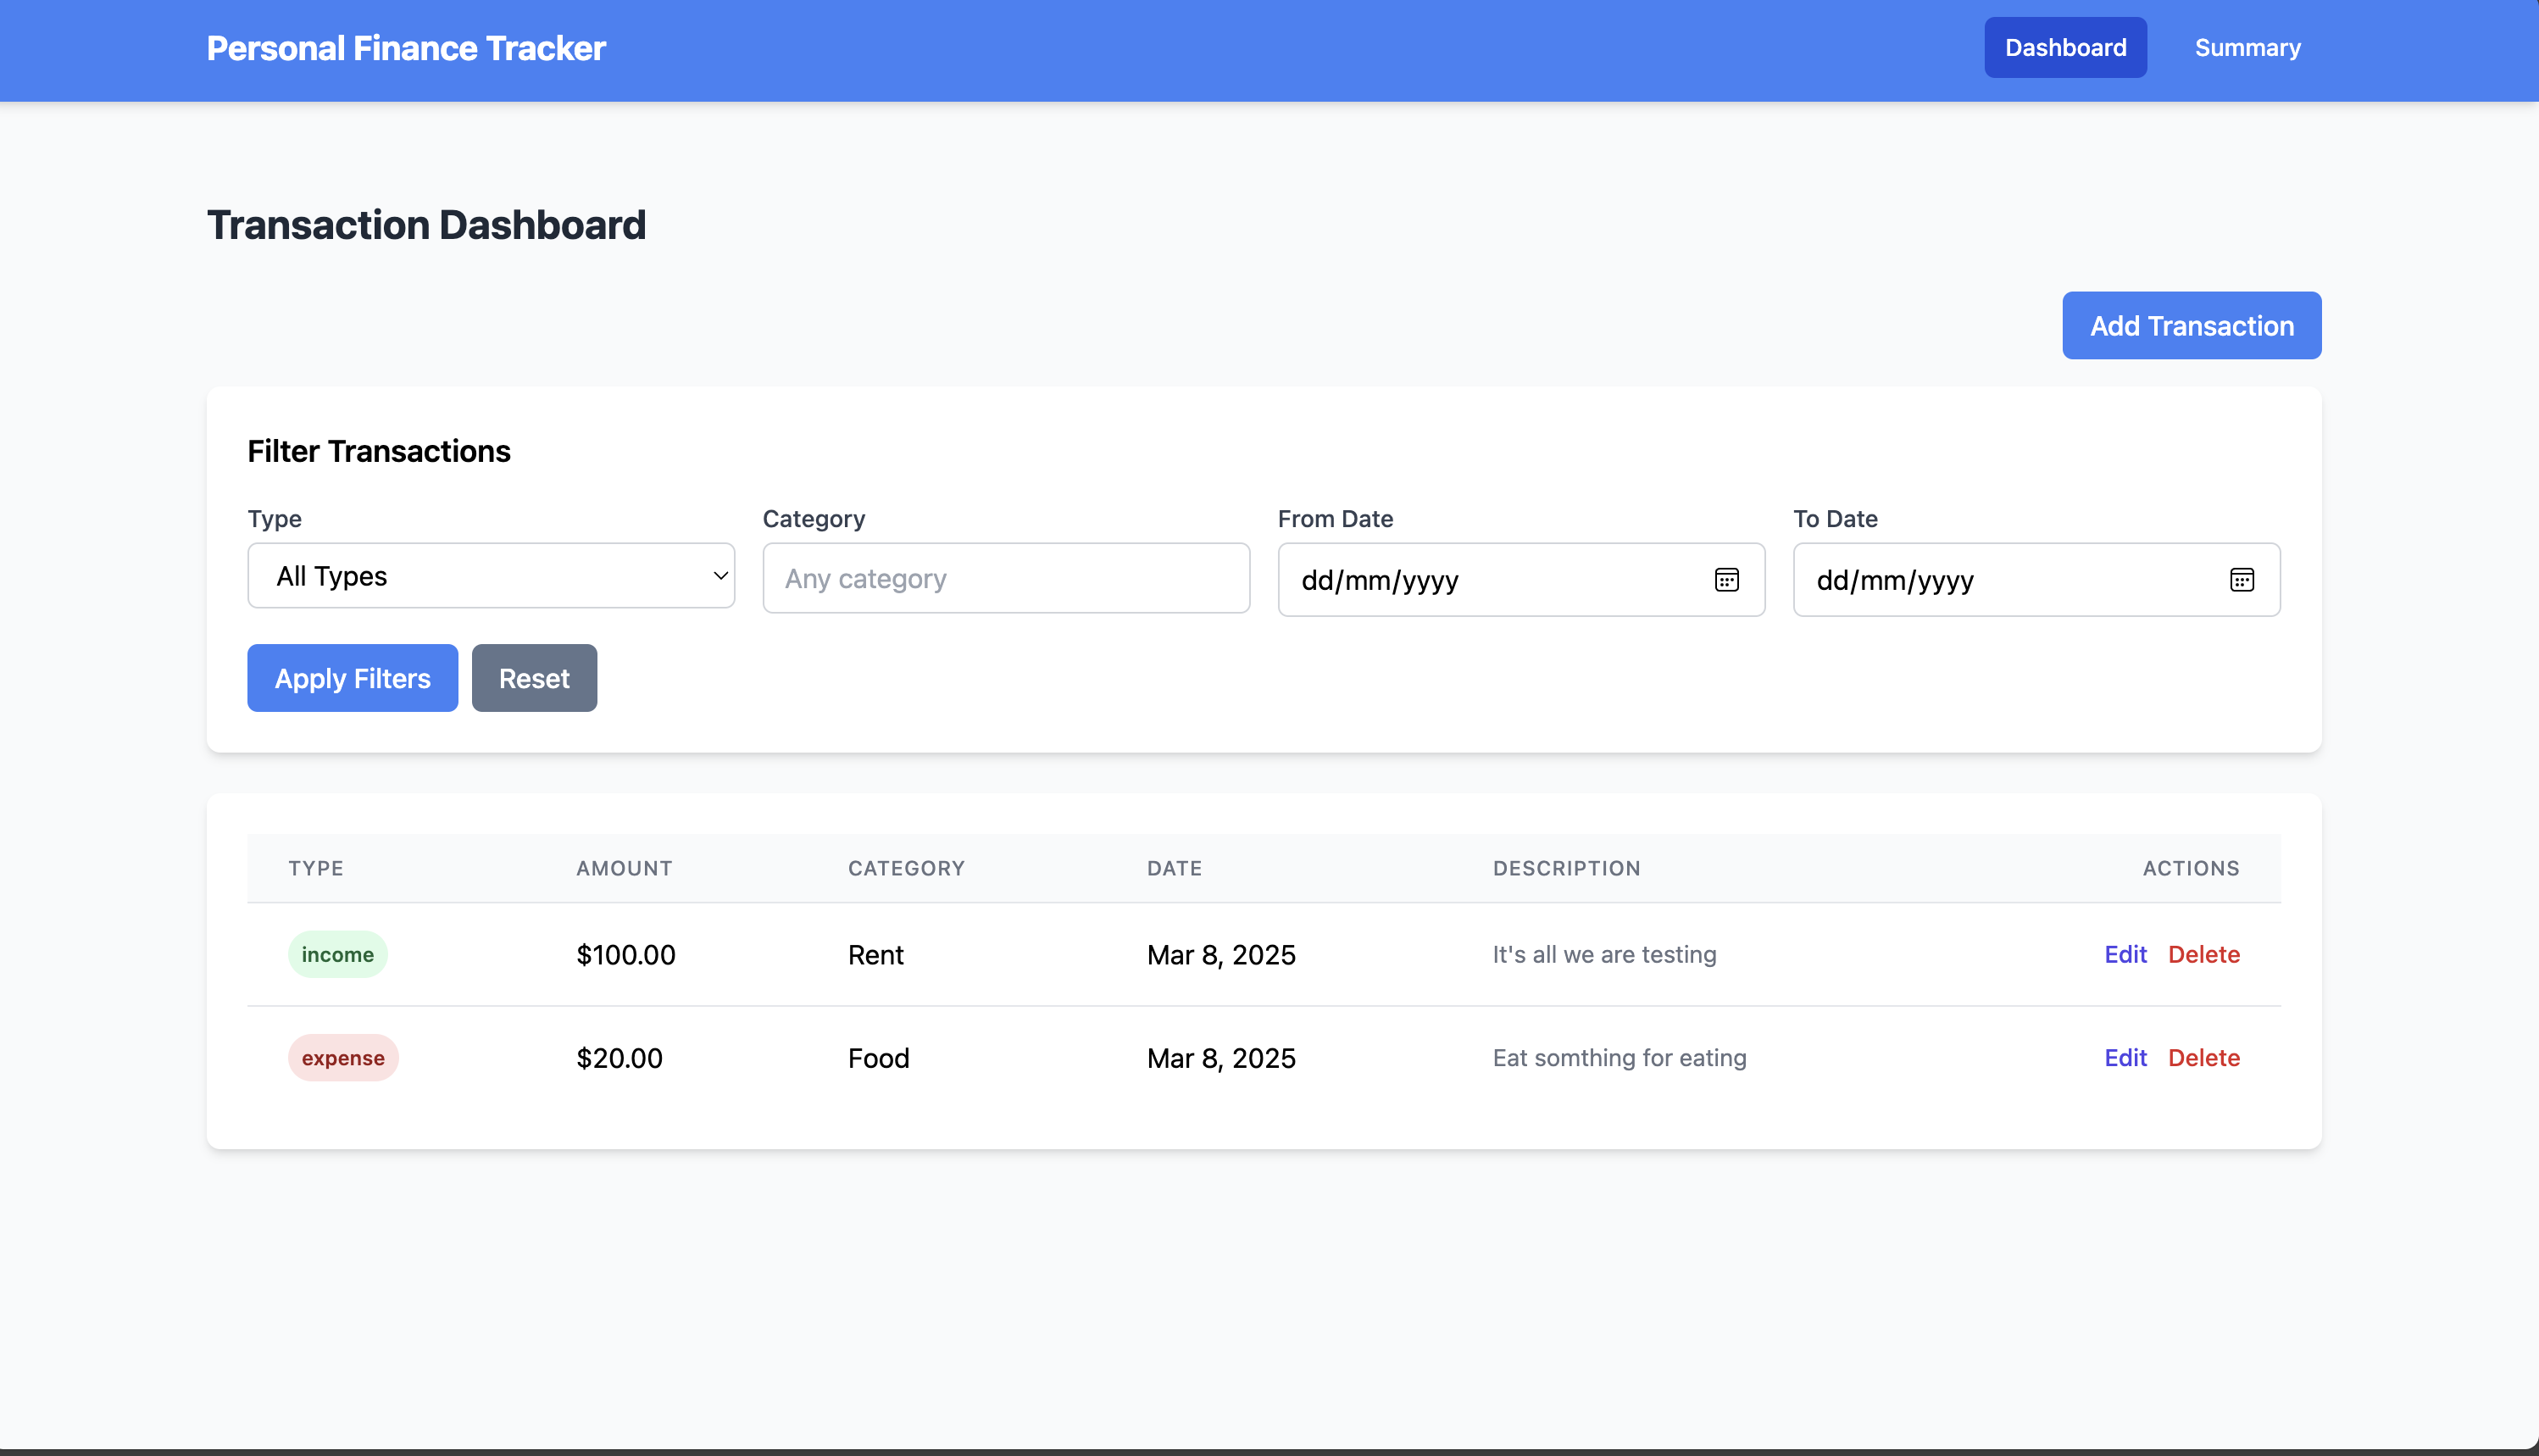 Personal Finance Tracker
Dashboard
Summary
Transaction Dashboard
Add Transaction
Filter Transactions
Type Category From Date To Date
All Types Any category dd/mm/yyyy dd/mm/yyyy
Apply Filters Reset
TYPE AMOUNT CATEGORY DATE DESCRIPTION ACTIONS
income $100.00 Rent Mar 8, 2025 It's all we are testing Edit Delete
expense $20.00 Food Mar 8, 2025 Eat somthing for eating Edit Delete